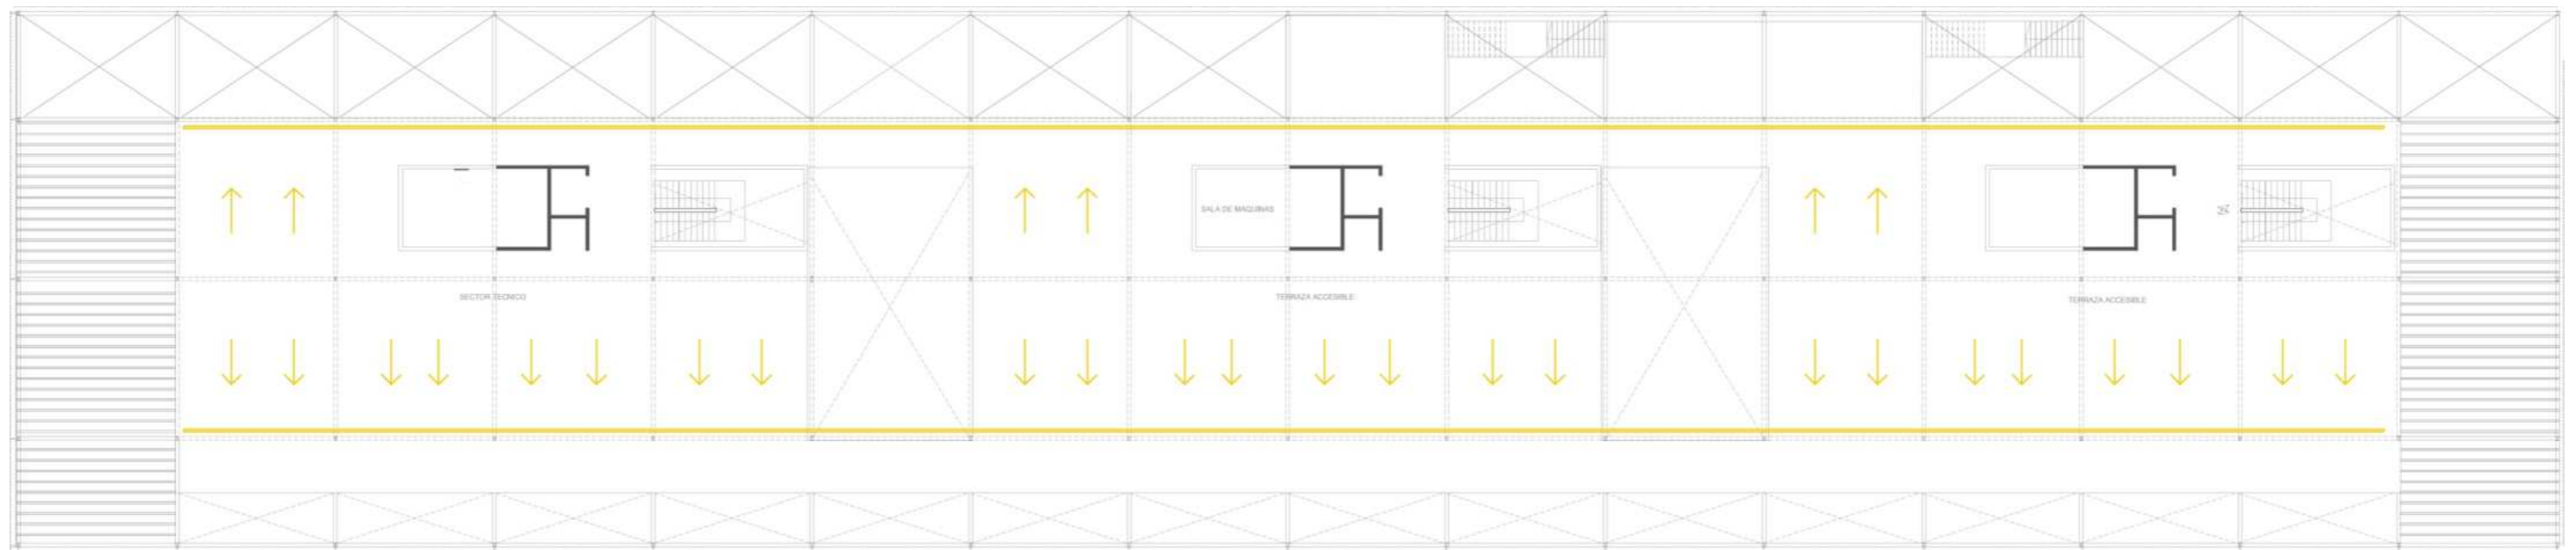 SALA DE MAQUINAS
SECTOR TECNICO
TERRAZA ACCESIBLE
TERRAZA ACCESIBLE